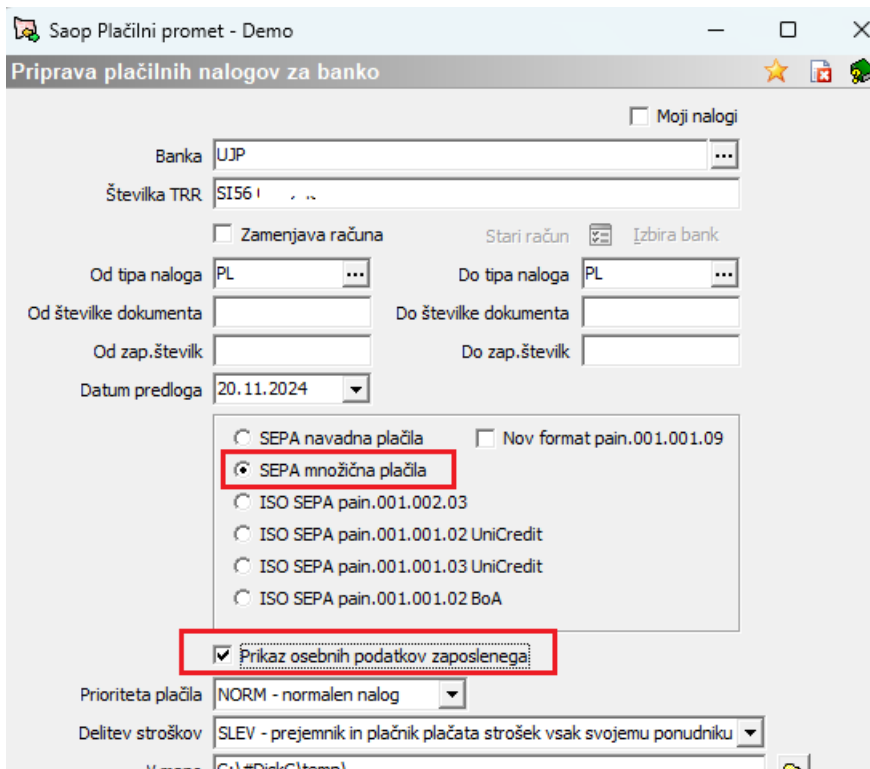 Saop Plačilni promet - Demo
Priprava plačilnih nalogov za banko
Moji nalogi
Banka UJP ...
Številka TRR SI56
Zamenjava računa Stari račun Izbira bank
Od tipa naloga PL ... Do tipa naloga PL ...
Od številke dokumenta Do številke dokumenta
Od zap.številk Do zap.številk
Datum predloga 20.11.2024
SEPA navadna plačila Nov format pain.001.001.09
SEPA množična plačila
ISO SEPA pain.001.002.03
ISO SEPA pain.001.001.02 UniCredit
ISO SEPA pain.001.001.03 UniCredit
ISO SEPA pain.001.001.02 BoA
Prikaz osebnih podatkov zaposlenega
Prioriteta plačila NORM - normalen nalog
Delitev stroškov SLEV - prejemnik in plačnik plačata strošek vsak svojemu ponudniku